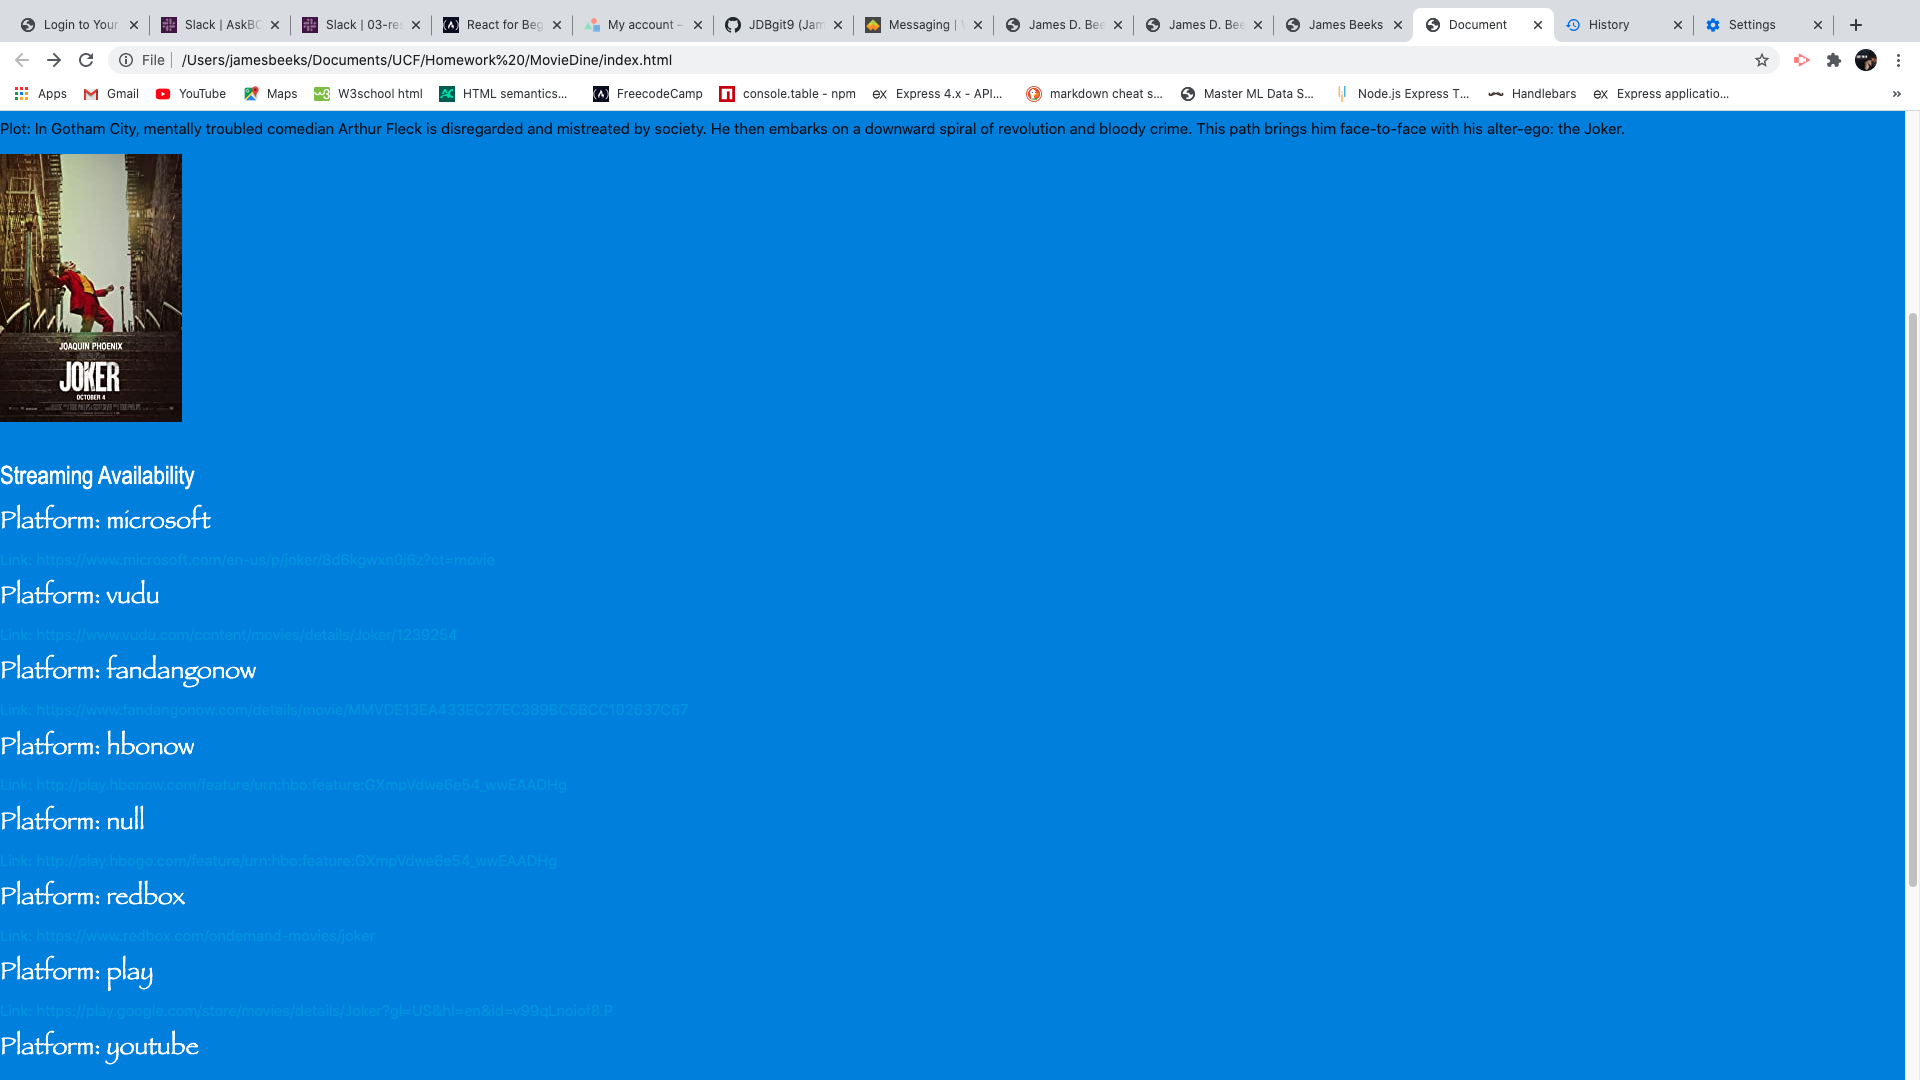 Login to Your
Slack | AskBC
Slack | 03-res
React for Beg
My account –
JDBgit9 (Jam
Messaging |
James D. Bee
James D. Bee
James Beeks
Document
History
Settings
File
/Users/jamesbeeks/Documents/UCF/Homework%20/MovieDine/index.html
Apps
Gmail
YouTube
Maps
W3school html
HTML semantics...
FreecodeCamp
console.table - npm
Express 4.x - API...
markdown cheat s...
Master ML Data S...
Node.js Express T...
Handlebars
Express applicatio...
Plot: In Gotham City, mentally troubled comedian Arthur Fleck is disregarded and mistreated by society. He then embarks on a downward spiral of revolution and bloody crime. This path brings him face-to-face with his alter-ego: the Joker.
JOAQUIN PHOENIX
JOKER
OCTOBER 4
Streaming Availability
Platform: microsoft
Link: https://www.microsoft.com/en-us/p/joker/8d6kgwxn0j6z?ct=movie
Platform: vudu
Link: https://www.vudu.com/content/movies/details/Joker/1239254
Platform: fandangonow
Link: https://www.fandangonow.com/details/movie/MMVDE13EA433EC27EC389BC6BCC102637C67
Platform: hbonow
Link: http://play.hbonow.com/feature/urn:hbo:feature:GXmpVdwe6e54_wwEAADHg
Platform: null
Link: http://play.hbogo.com/feature/urn:hbo:feature:GXmpVdwe6e54_wwEAADHg
Platform: redbox
Link: https://www.redbox.com/ondemand-movies/joker
Platform: play
Link: https://play.google.com/store/movies/details/Joker?gl=US&hl=en&id=v99qLnoiof8.P
Platform: youtube